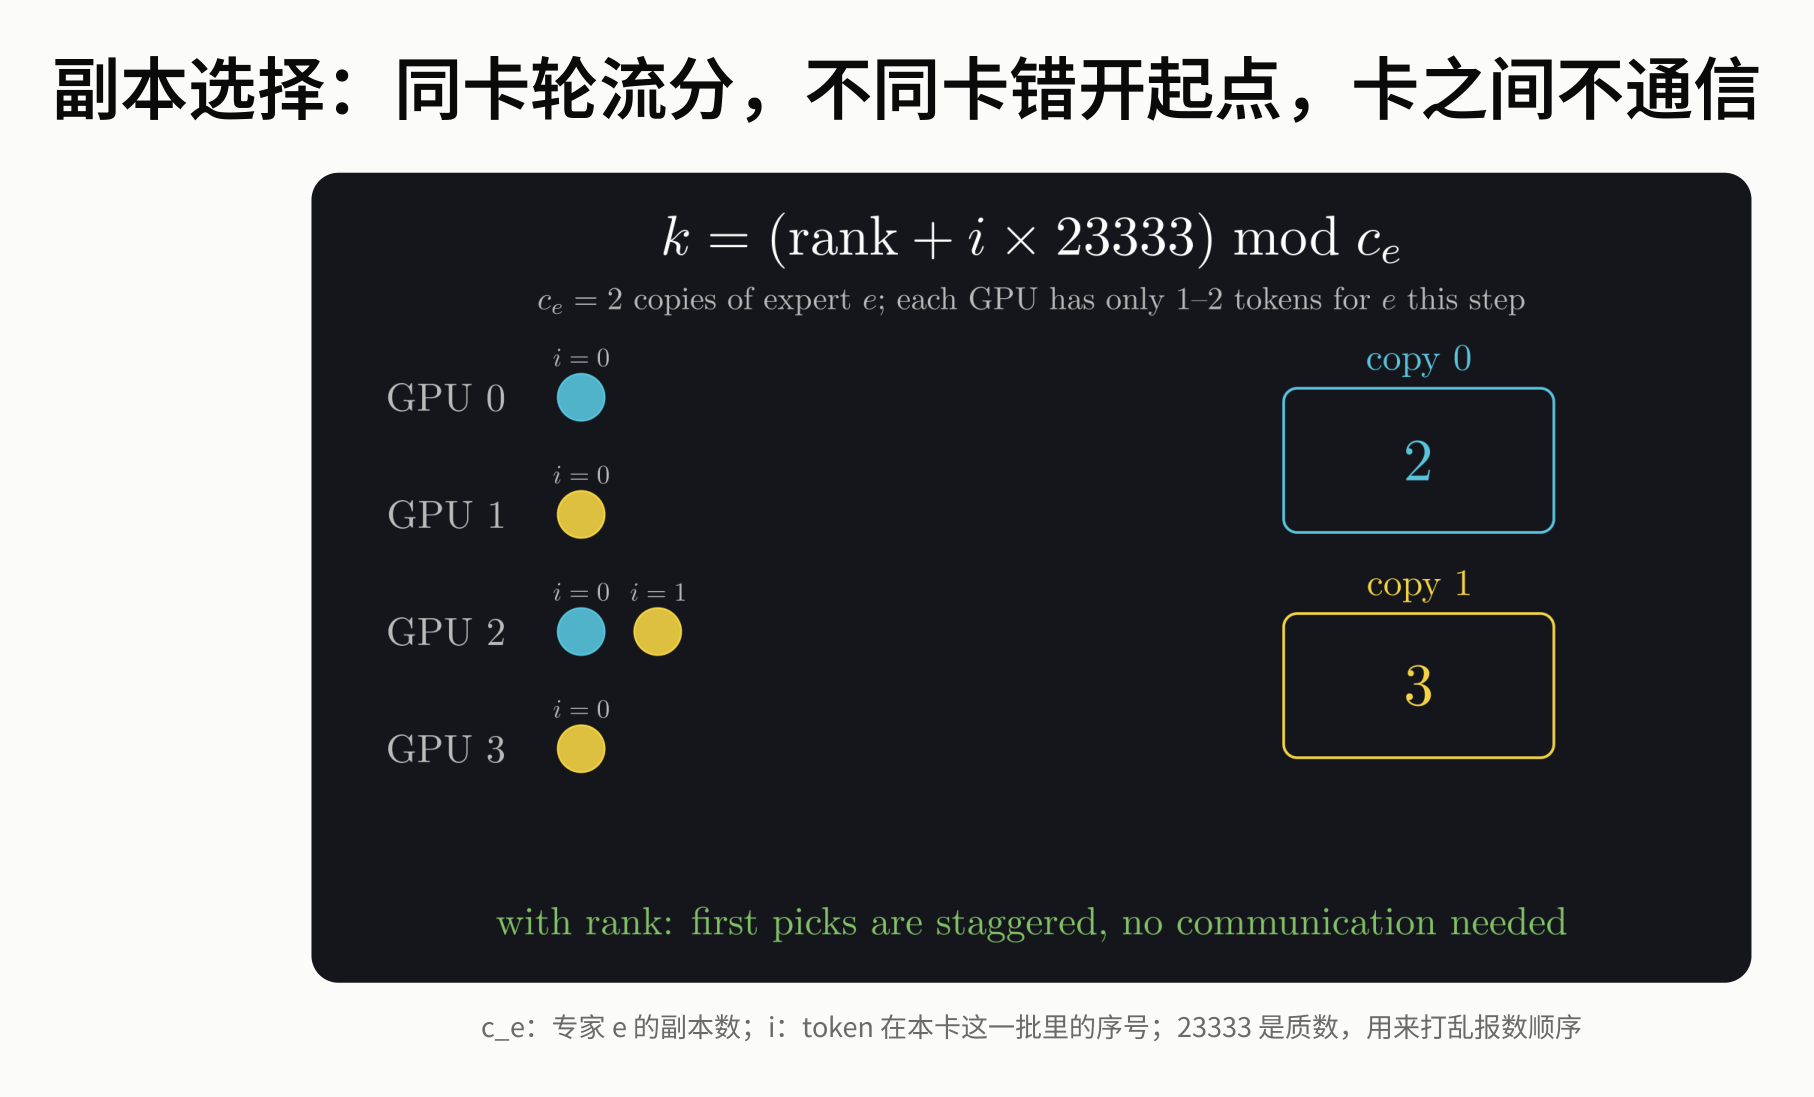 副本选择：同卡轮流分，不同卡错开起点，卡之间不通信
k = (rank + i × 23333) mod c_e
c_e = 2 copies of expert e; each GPU has only 1–2 tokens for e this step
i = 0
GPU 0
copy 0
2
i = 0
GPU 1
i = 0 i = 1
GPU 2
copy 1
3
i = 0
GPU 3
with rank: first picks are staggered, no communication needed
c_e：专家 e 的副本数；i：token 在本卡这一批里的序号；23333 是质数，用来打乱报数顺序